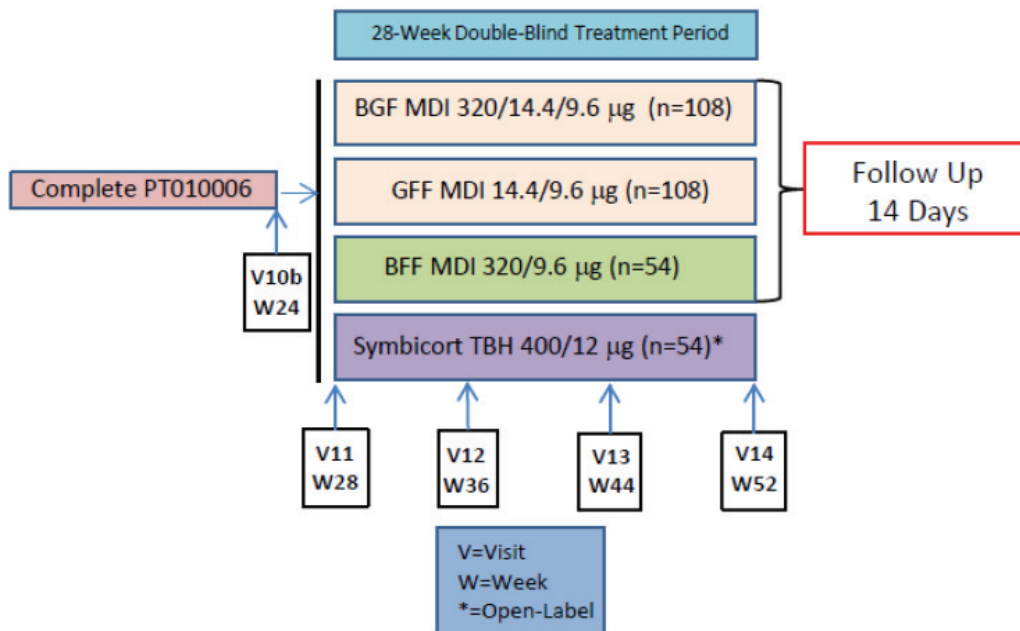 28-Week Double-Blind Treatment Period
BGF MDI 320/14.4/9.6 µg (n=108)
Complete PT010006
GFF MDI 14.4/9.6 µg (n=108)
Follow Up
14 Days
BFF MDI 320/9.6 µg (n=54)
V10b
W24
Symbicort TBH 400/12 µg (n=54)*
V11
W28
V12
W36
V13
W44
V14
W52
V=Visit
W=Week
*=Open-Label